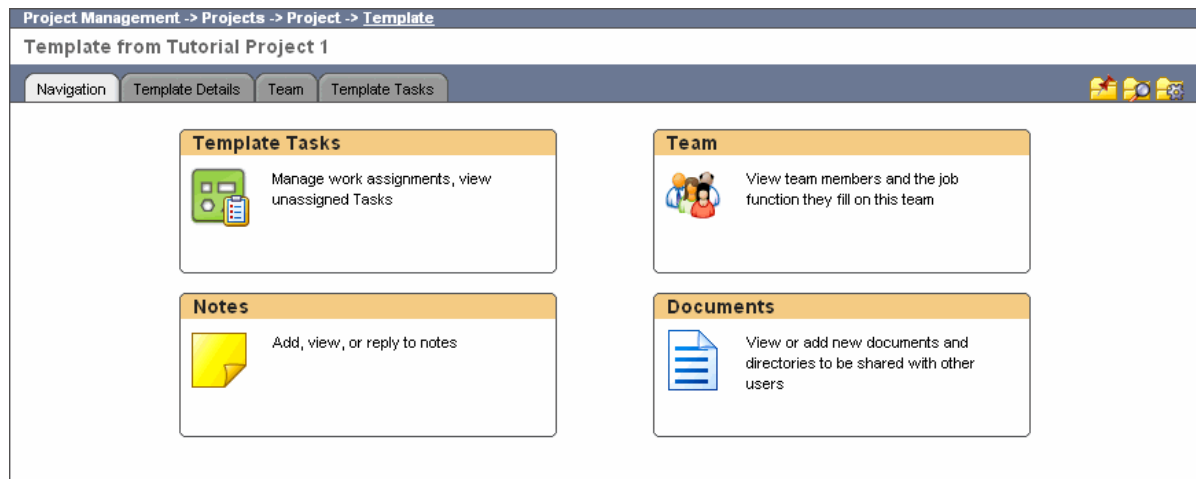 Project Management -> Projects -> Project -> Template
Template from Tutorial Project 1
Navigation
Template Details
Team
Template Tasks
Template Tasks
Manage work assignments, view
unassigned Tasks
Team
View team members and the job
function they fill on this team
Notes
Add, view, or reply to notes
Documents
View or add new documents and
directories to be shared with other
users